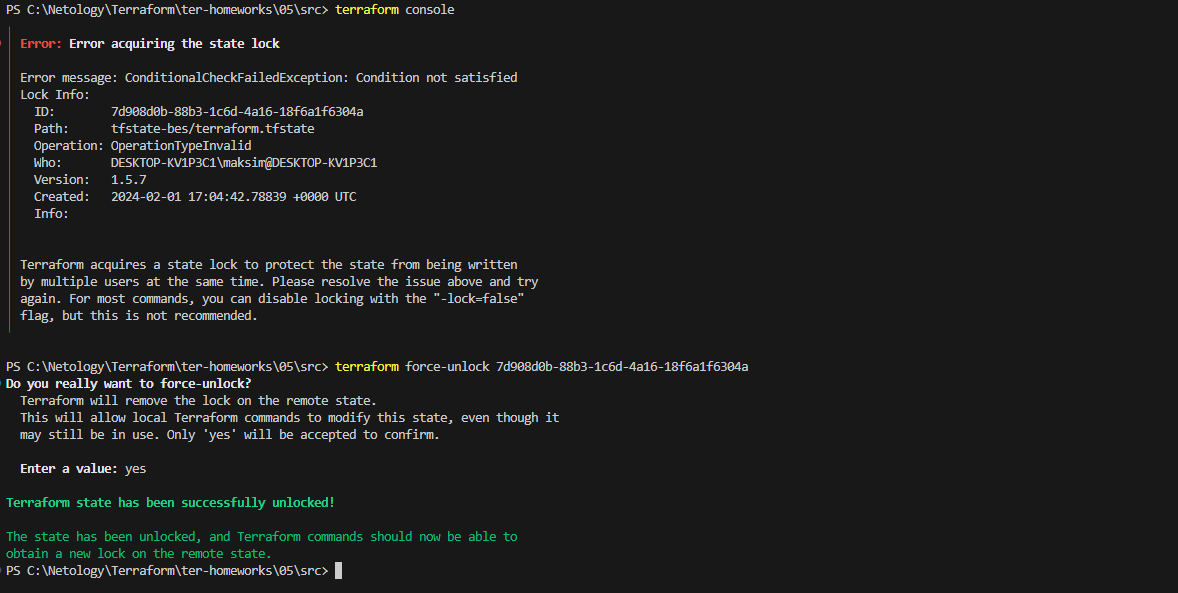 PS C:\Netology\Terraform\ter-homeworks\05\src> terraform console
Error: Error acquiring the state lock
Error message: ConditionalCheckFailedException: Condition not satisfied
Lock Info:
ID: 7d908d0b-88b3-1c6d-4a16-18f6a1f6304a
Path: tfstate-bes/terraform.tfstate
Operation: OperationTypeInvalid
Who: DESKTOP-KV1P3C1\maksim@DESKTOP-KV1P3C1
Version: 1.5.7
Created: 2024-02-01 17:04:42.78839 +0000 UTC
Info:
Terraform acquires a state lock to protect the state from being written
by multiple users at the same time. Please resolve the issue above and try
again. For most commands, you can disable locking with the "-lock=false"
flag, but this is not recommended.
PS C:\Netology\Terraform\ter-homeworks\05\src> terraform force-unlock 7d908d0b-88b3-1c6d-4a16-18f6a1f6304a
Do you really want to force-unlock?
Terraform will remove the lock on the remote state.
This will allow local Terraform commands to modify this state, even though it
may still be in use. Only 'yes' will be accepted to confirm.
Enter a value: yes
Terraform state has been successfully unlocked!
The state has been unlocked, and Terraform commands should now be able to
obtain a new lock on the remote state.
PS C:\Netology\Terraform\ter-homeworks\05\src>